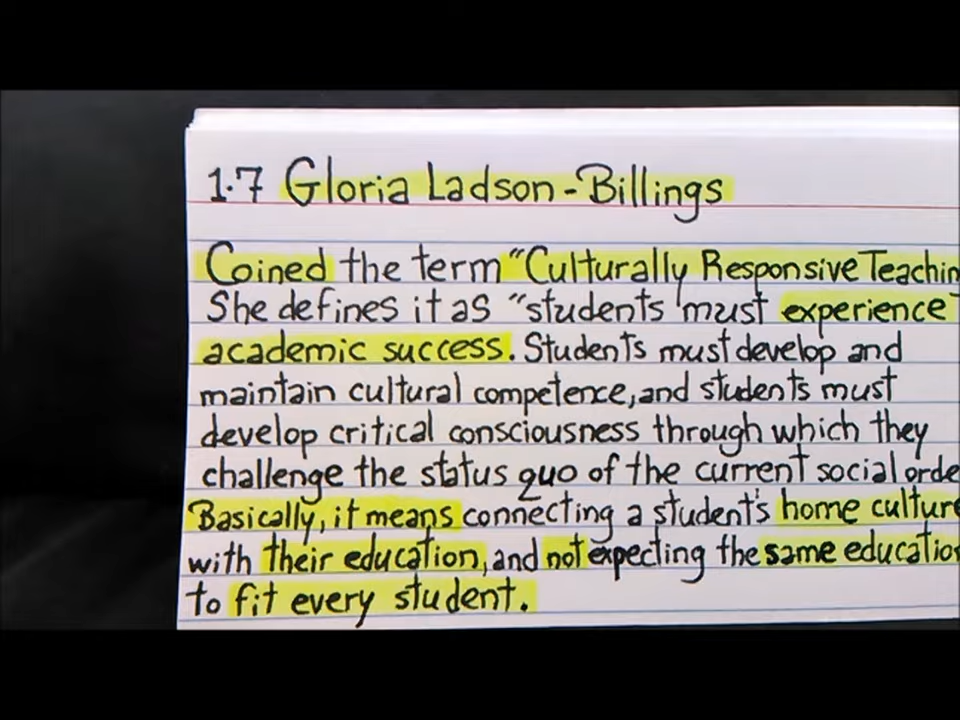 1.7 Gloria Ladson-Billings
Coined the term "Culturally Responsive Teachin
She defines it as "students must experience
academic success. Students must develop and
maintain cultural competence, and students must
develop critical consciousness through which they
challenge the status quo of the current social orde
Basically, it means connecting a student's home culture
with their education, and not expecting the same education
to fit every student.